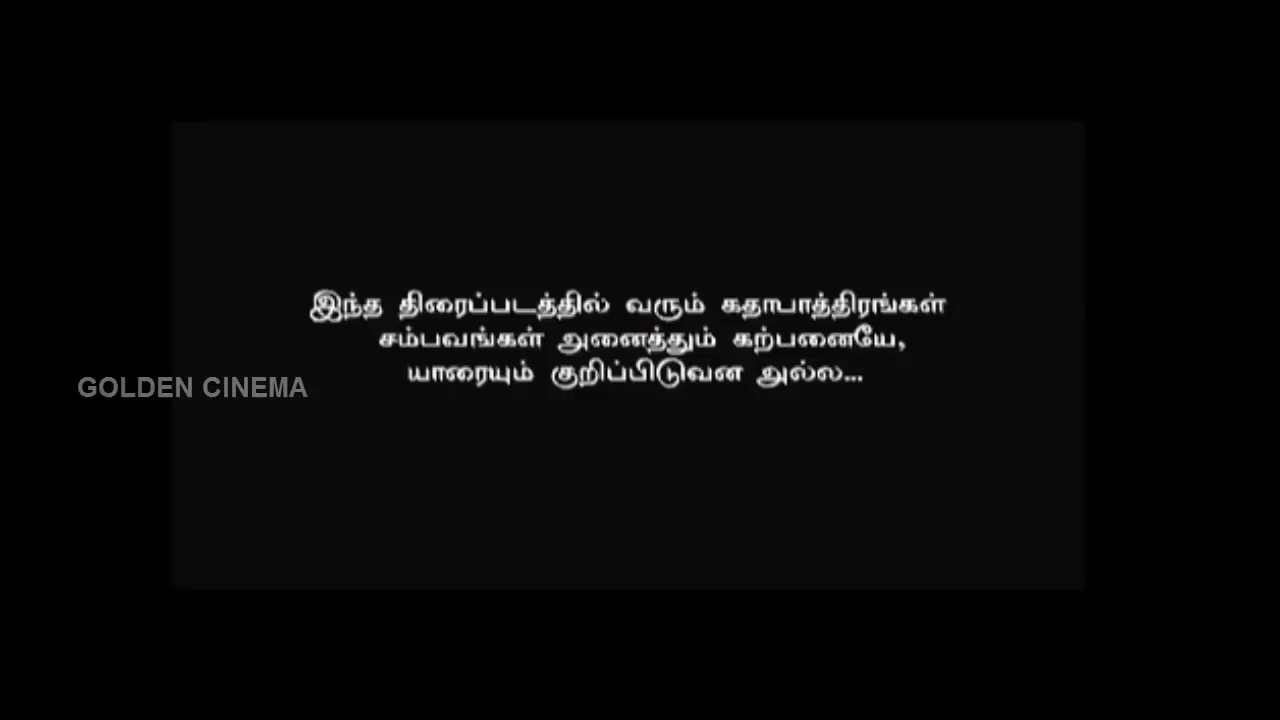 இந்த திரைப்படத்தில் வரும் கதாபாத்திரங்கள்
சம்பவங்கள் அனைத்தும் கற்பனையே,
யாரையும் குறிப்பிடுவன அல்ல...
GOLDEN CINEMA